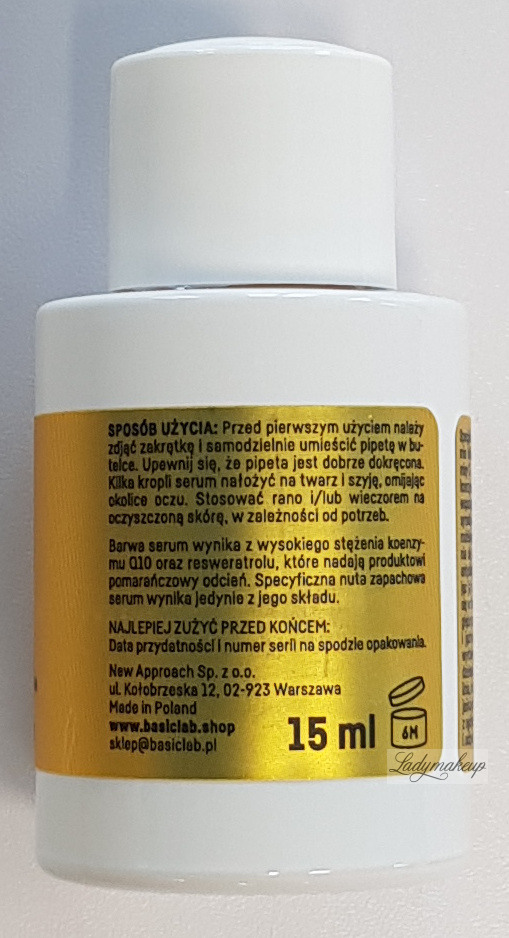 SPOSÓB UŻYCIA: Przed pierwszym użyciem należy
zdjąć zakrętkę i samodzielnie umieścić pipetę w bu-
telce. Upewnij się, że pipeta jest dobrze dokręcona.
Kilka kropli serum nałożyć na twarz i szyję, omijając
okolice oczu. Stosować rano i/lub wieczorem na
oczyszczoną skórę, w zależności od potrzeb.
Barwa serum wynika z wysokiego stężenia koenzy-
mu Q10 oraz resweratrolu, które nadają produktowi
pomarańczowy odcień. Specyficzna nuta zapachowa
serum wynika jedynie z jego składu.
NAJLEPIEJ ZUŻYĆ PRZED KOŃCEM:
Data przydatności i numer serii na spodzie opakowania.
New Approach Sp. z o.o.
ul. Kołobrzeska 12, 02-923 Warszawa
Made in Poland
www.basiclab.shop
sklep@basiclab.pl
15 ml
6M
Ladymakeup